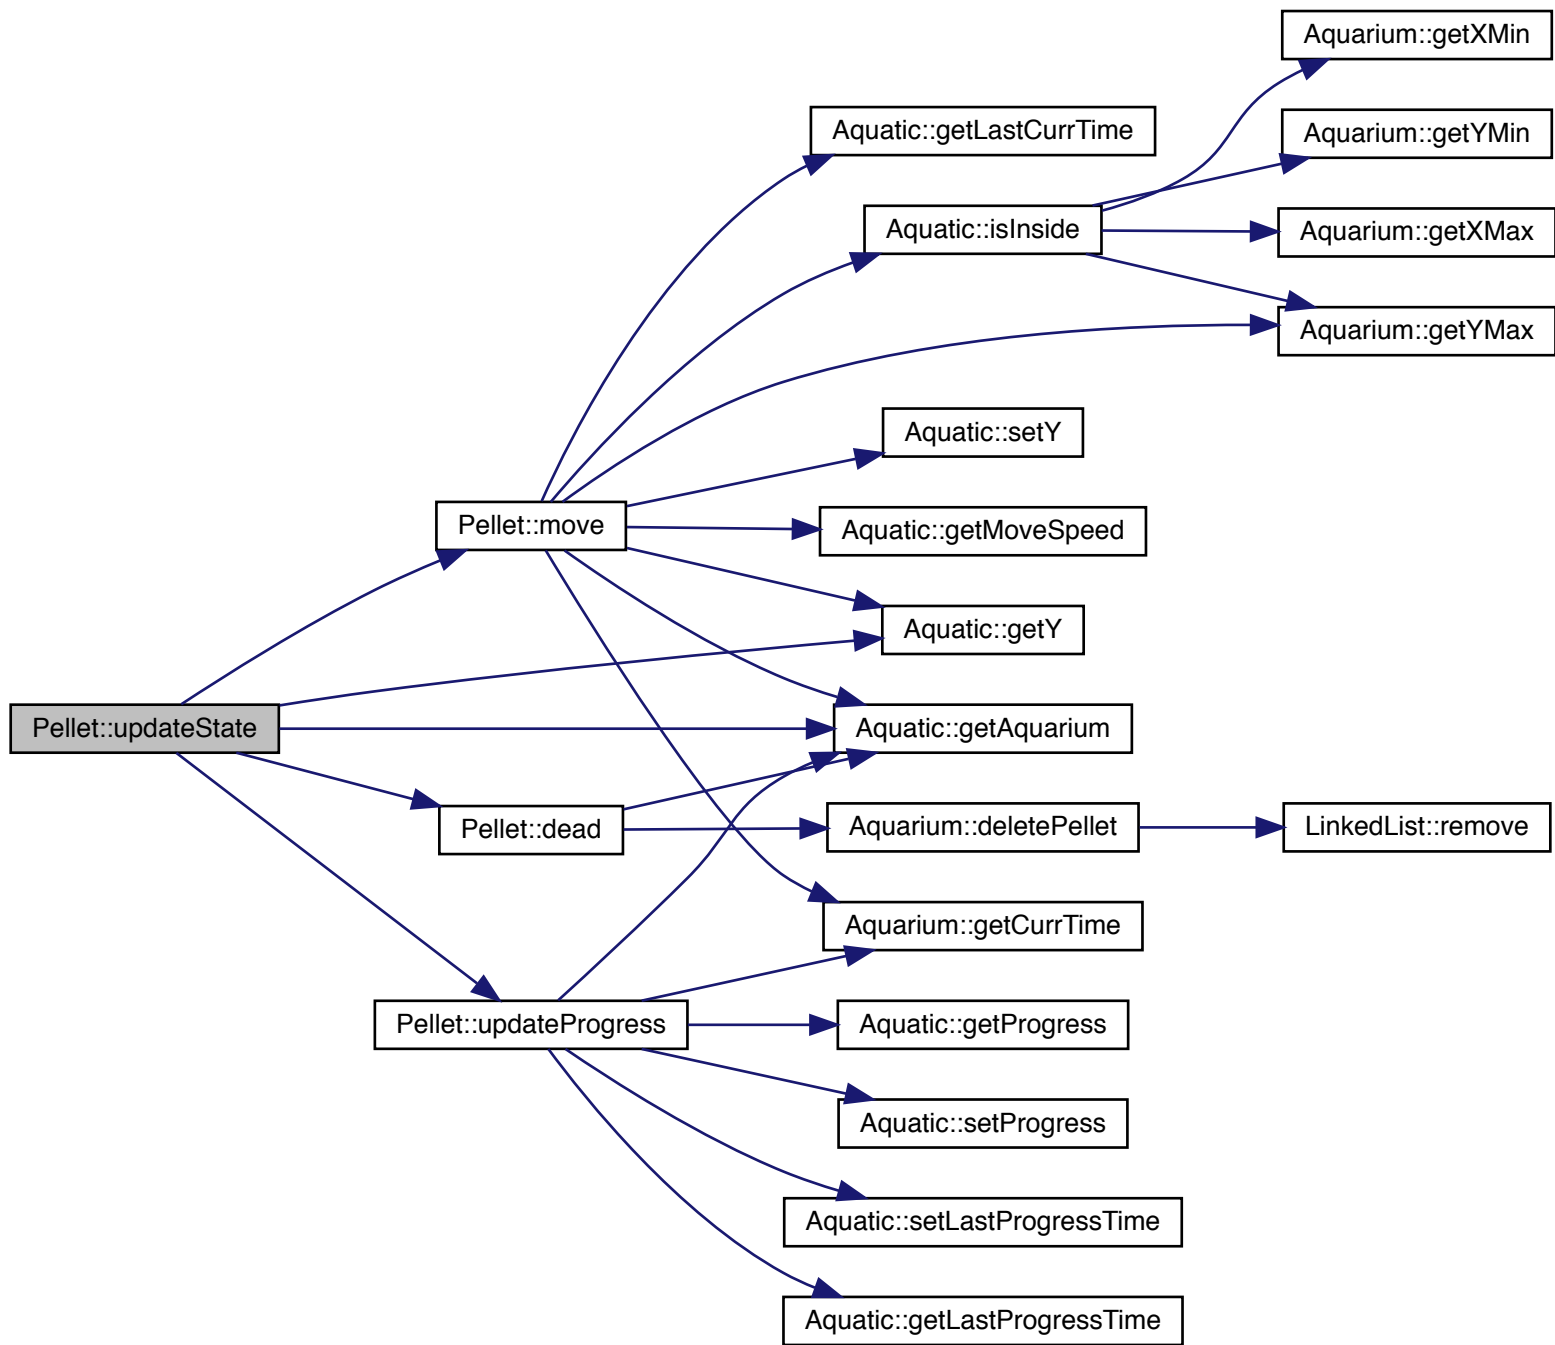 Aquarium::getXMin
Aquatic::getLastCurrTime
Aquarium::getYMin
Aquatic::isInside
Aquarium::getXMax
Aquarium::getYMax
Aquatic::setY
Pellet::move
Aquatic::getMoveSpeed
Aquatic::getY
Pellet::updateState
Aquatic::getAquarium
Pellet::dead
Aquarium::deletePellet
LinkedList::remove
Aquarium::getCurrTime
Pellet::updateProgress
Aquatic::getProgress
Aquatic::setProgress
Aquatic::setLastProgressTime
Aquatic::getLastProgressTime